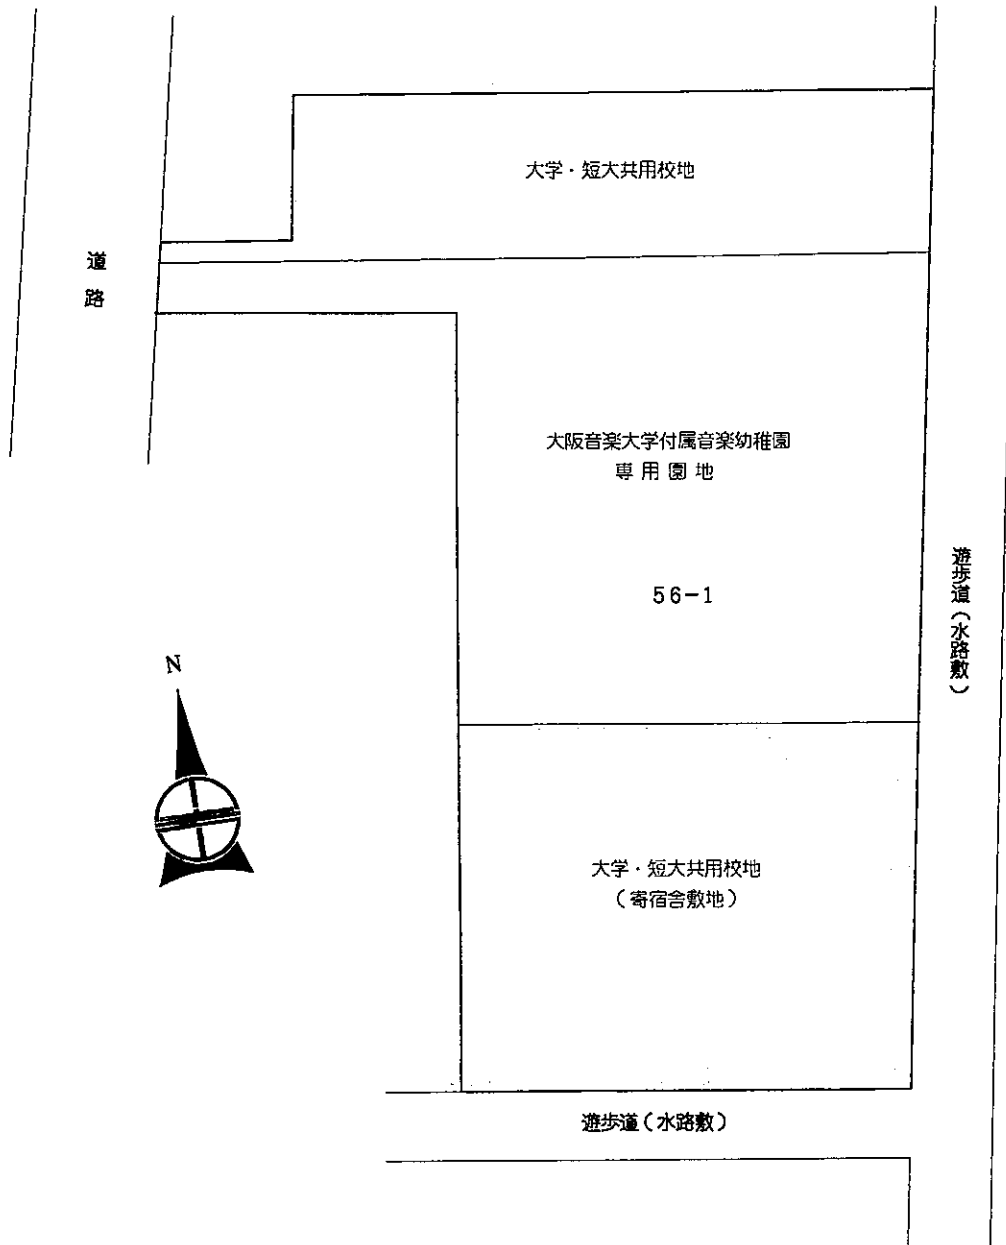 大学・短大共用校地
道路
大阪音楽大学付属音楽幼稚園
専用園地
56-1
遊歩道(水路敷)
N
大学・短大共用校地
(寄宿舎敷地)
遊歩道(水路敷)